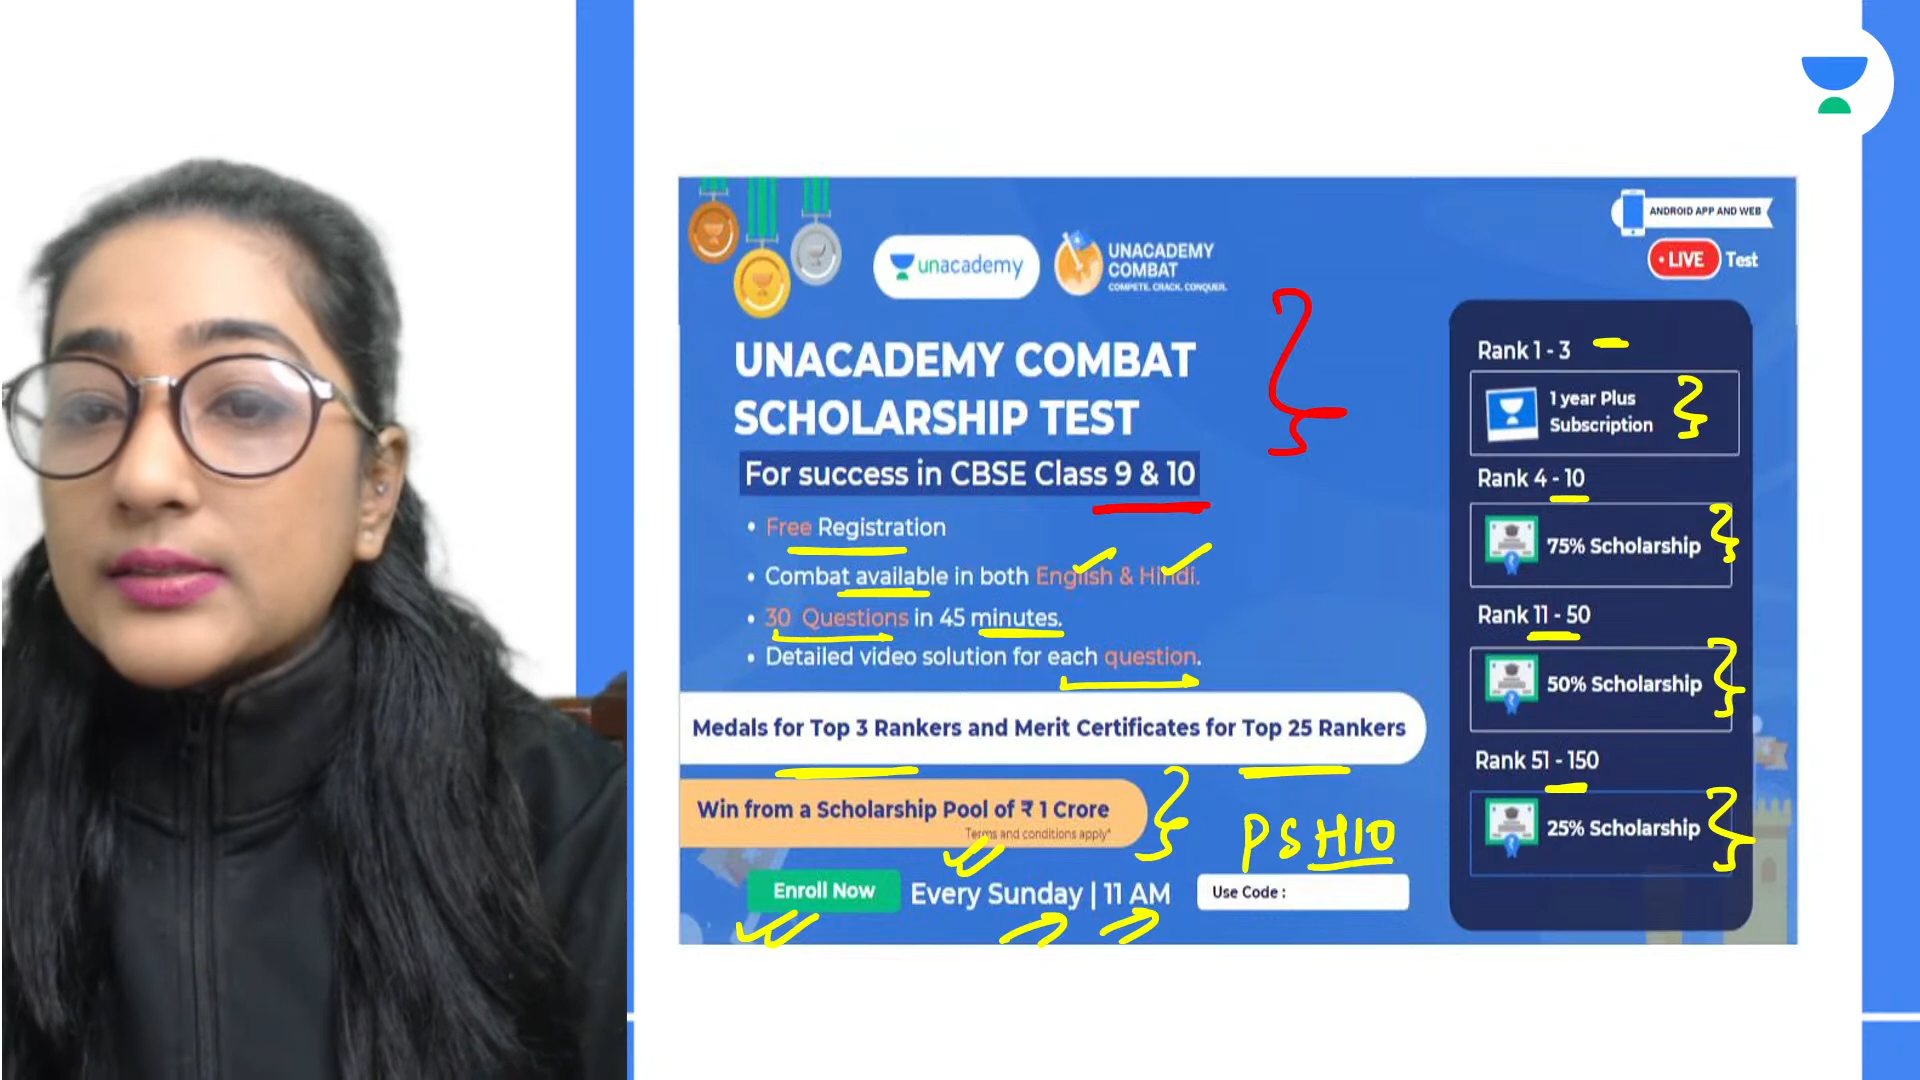 ANDROID APP AND WEB
• LIVE Test
unacademy
UNACADEMY
COMBAT
COMPETE. CRACK. CONQUER.
UNACADEMY COMBAT
SCHOLARSHIP TEST
For success in CBSE Class 9 & 10
• Free Registration
• Combat available in both English & Hindi.
• 30 Questions in 45 minutes.
• Detailed video solution for each question.
Medals for Top 3 Rankers and Merit Certificates for Top 25 Rankers
Win from a Scholarship Pool of ₹ 1 Crore
Terms and conditions apply*
PSH10
Enroll Now
Every Sunday | 11 AM
Use Code :
Rank 1 - 3
1 year Plus
Subscription
Rank 4 - 10
75% Scholarship
Rank 11 - 50
50% Scholarship
Rank 51 - 150
25% Scholarship